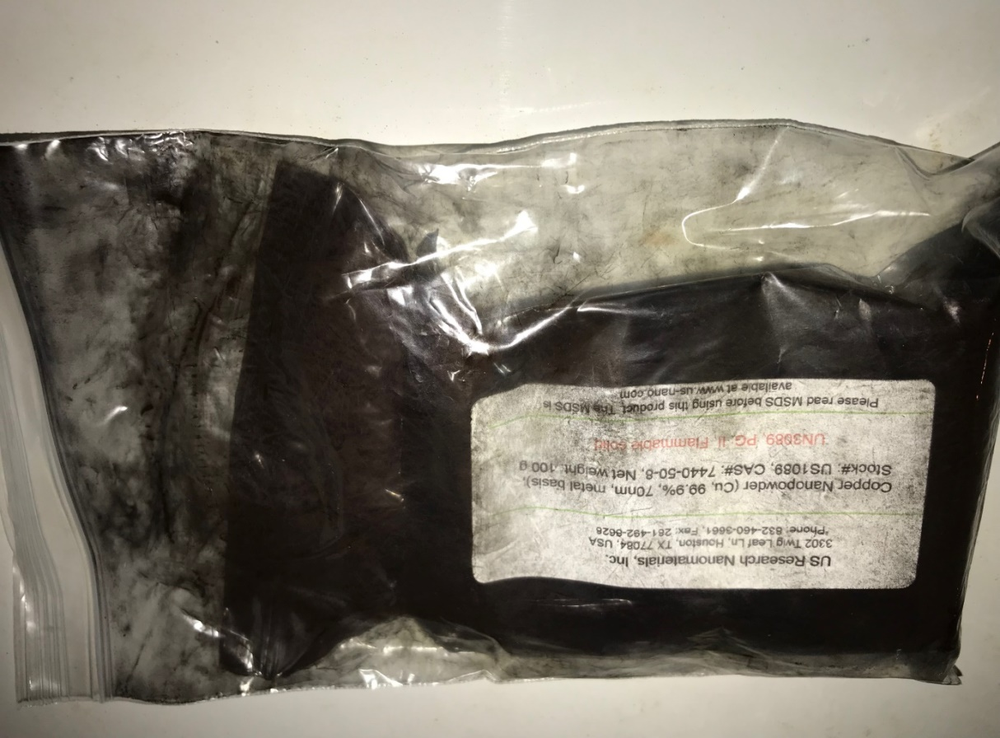 US Research Nanomaterials, Inc.
3302 Twig Leaf Ln, Houston, TX 77084, USA
*Phone: 832-460-3661, Fax: 281-492-8628
Copper Nanopowder (Cu, 99.9%, 70nm, metal basis),
Stock#: US1089, CAS#: 7440-50-8, Net weight: 100 g
UN3089, PG: II, Flammable solid
Please read MSDS before using this product. The MSDS is
available at www.us-nano.com